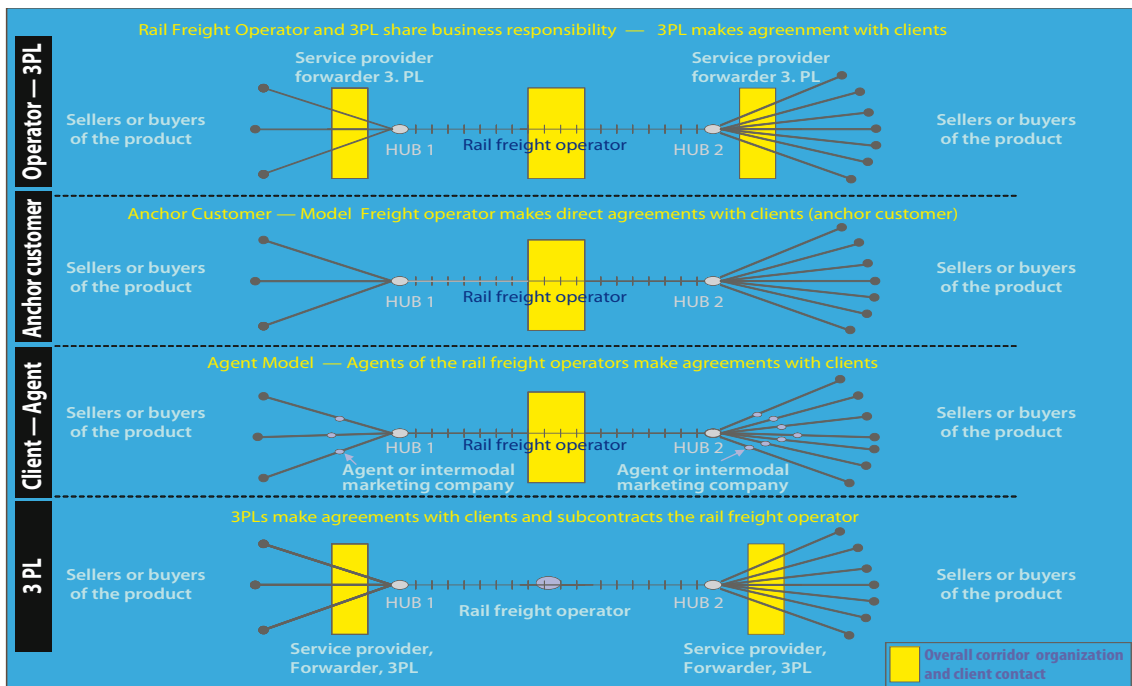 Rail Freight Operator and 3PL share business responsibility — 3PL makes agreenment with clients
Operator — 3PL
Service provider
forwarder 3. PL
Service provider
forwarder 3. PL
Sellers or buyers
of the product
HUB 1
Rail freight operator
HUB 2
Sellers or buyers
of the product
Anchor customer
Anchor Customer — Model Freight operator makes direct agreements with clients (anchor customer)
Sellers or buyers
of the product
HUB 1
Rail freight operator
HUB 2
Sellers or buyers
of the product
Client — Agent
Agent Model — Agents of the rail freight operators make agreements with clients
Sellers or buyers
of the product
HUB 1
Rail freight operator
HUB 2
Sellers or buyers
of the product
Agent or intermodal
marketing company
Agent or intermodal
marketing company
3 PL
3PLs make agreements with clients and subcontracts the rail freight operator
Sellers or buyers
of the product
HUB 1
Rail freight operator
HUB 2
Sellers or buyers
of the product
Service provider,
Forwarder, 3PL
Service provider,
Forwarder, 3PL
Overall corridor organization
and client contact